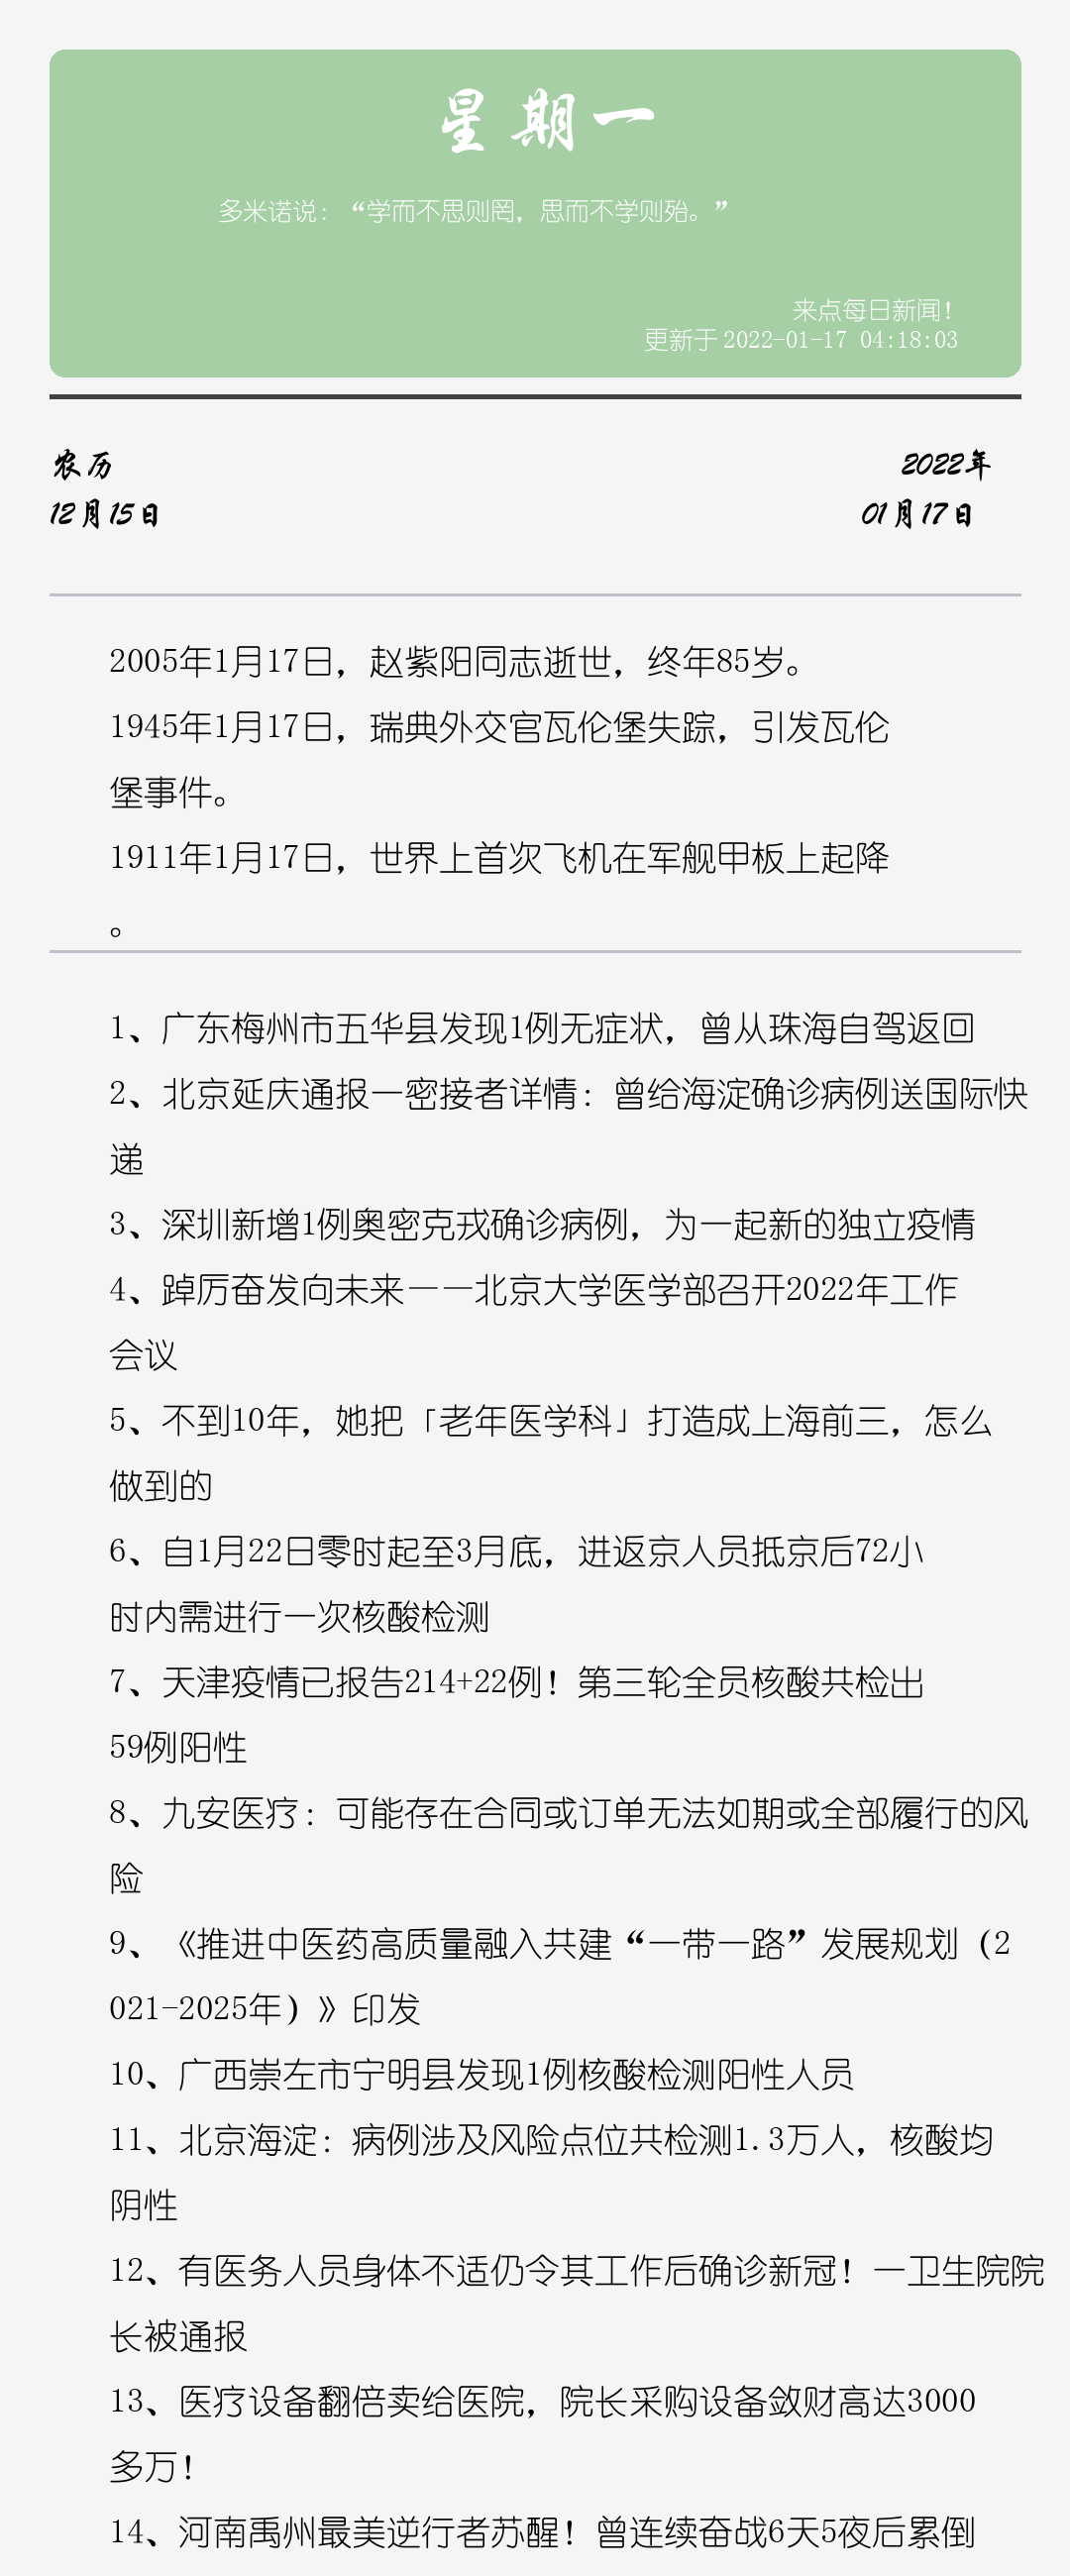 星期一
多米诺说：“学而不思则罔，思而不学则殆。”
来点每日新闻！
更新于 2022-01-17 04:18:03
农历
2022年
12月15日
01月17日
2005年1月17日，赵紫阳同志逝世，终年85岁。
1945年1月17日，瑞典外交官瓦伦堡失踪，引发瓦伦
堡事件。
1911年1月17日，世界上首次飞机在军舰甲板上起降
。
1、广东梅州市五华县发现1例无症状，曾从珠海自驾返回
2、北京延庆通报一密接者详情：曾给海淀确诊病例送国际快
递
3、深圳新增1例奥密克戎确诊病例，为一起新的独立疫情
4、踔厉奋发向未来——北京大学医学部召开2022年工作
会议
5、不到10年，她把「老年医学科」打造成上海前三，怎么
做到的
6、自1月22日零时起至3月底，进返京人员抵京后72小
时内需进行一次核酸检测
7、天津疫情已报告214+22例！第三轮全员核酸共检出
59例阳性
8、九安医疗：可能存在合同或订单无法如期或全部履行的风
险
9、《推进中医药高质量融入共建“一带一路”发展规划（2
021-2025年）》印发
10、广西崇左市宁明县发现1例核酸检测阳性人员
11、北京海淀：病例涉及风险点位共检测1.3万人，核酸均
阴性
12、有医务人员身体不适仍令其工作后确诊新冠！一卫生院院
长被通报
13、医疗设备翻倍卖给医院，院长采购设备敛财高达3000
多万！
14、河南禹州最美逆行者苏醒！曾连续奋战6天5夜后累倒